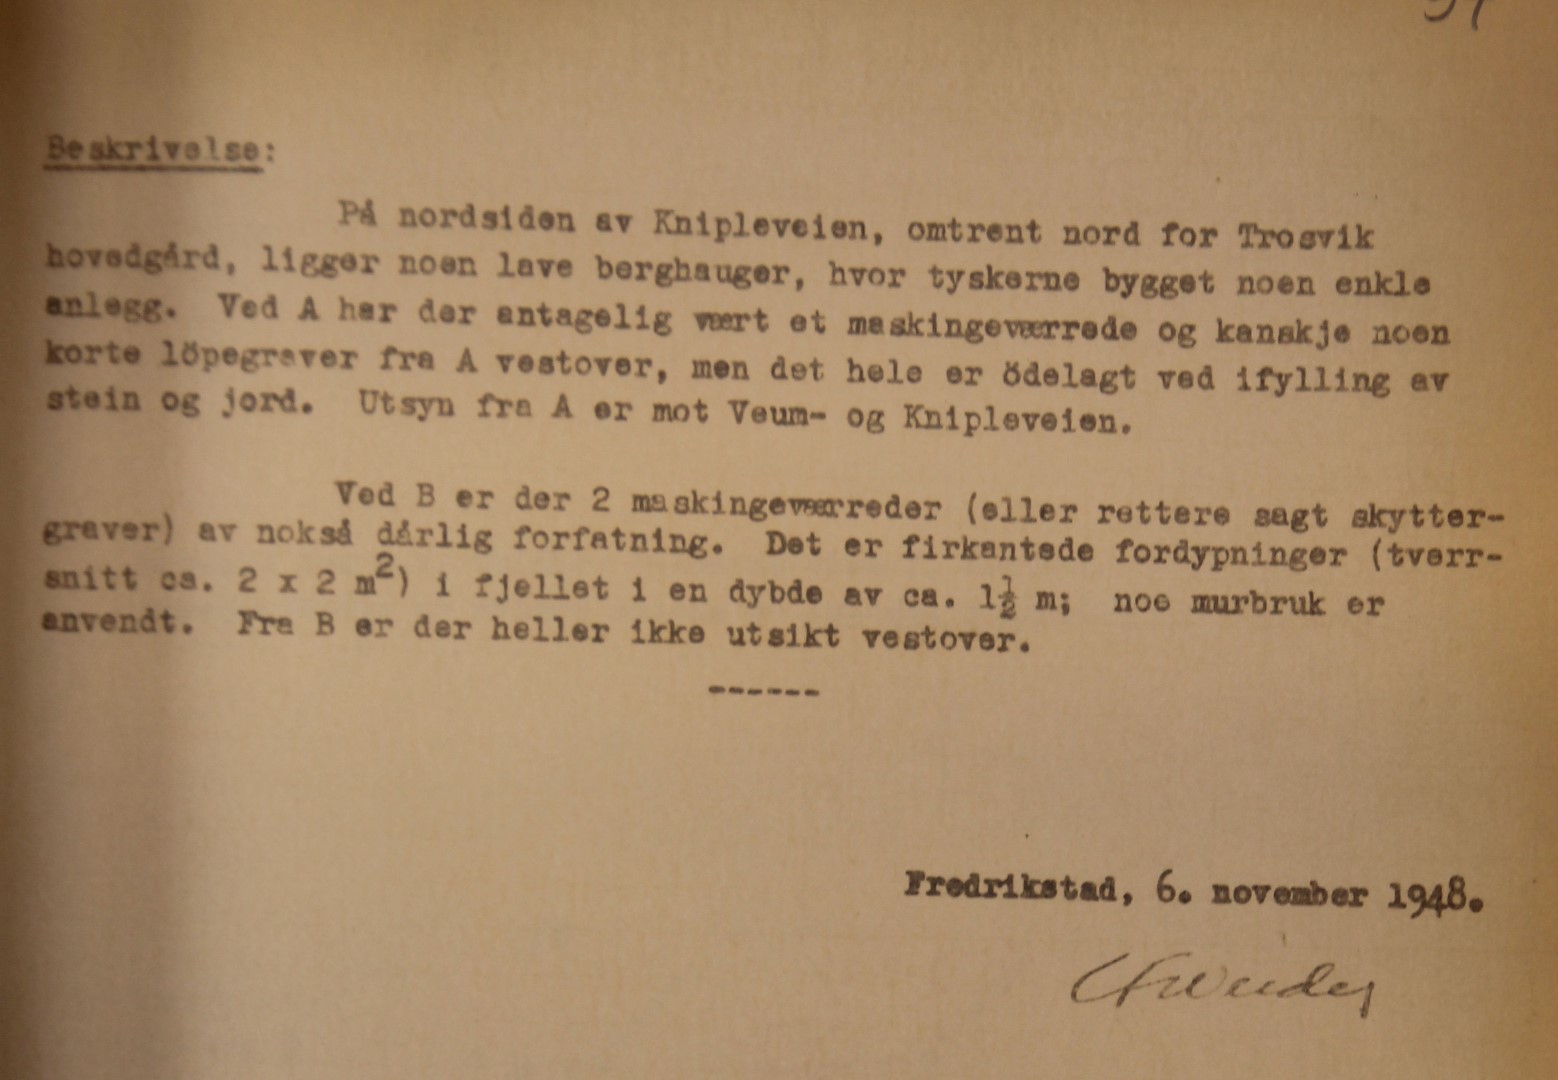 Beskrivelse:
På nordsiden av Knipleveien, omtrent nord for Trosvik
hovedgård, ligger noen lave berghauger, hvor tyskerne bygget noen enkle
anlegg. Ved A har der antagelig vært et maskingeværrede og kanskje noen
korte löpegraver fra A vestover, men det hele er ödelagt ved ifylling av
stein og jord. Utsyn fra A er mot Veum- og Knipleveien.
Ved B er der 2 maskingeværreder (eller rettere sagt skytter-
graver) av nokså dårlig forfatning. Det er firkantede fordypninger (tverr-
snitt ca. 2 x 2 m²) i fjellet i en dybde av ca. 1½ m; noe murbruk er
anvendt. Fra B er der heller ikke utsikt vestover.
------
Fredrikstad, 6. november 1948.